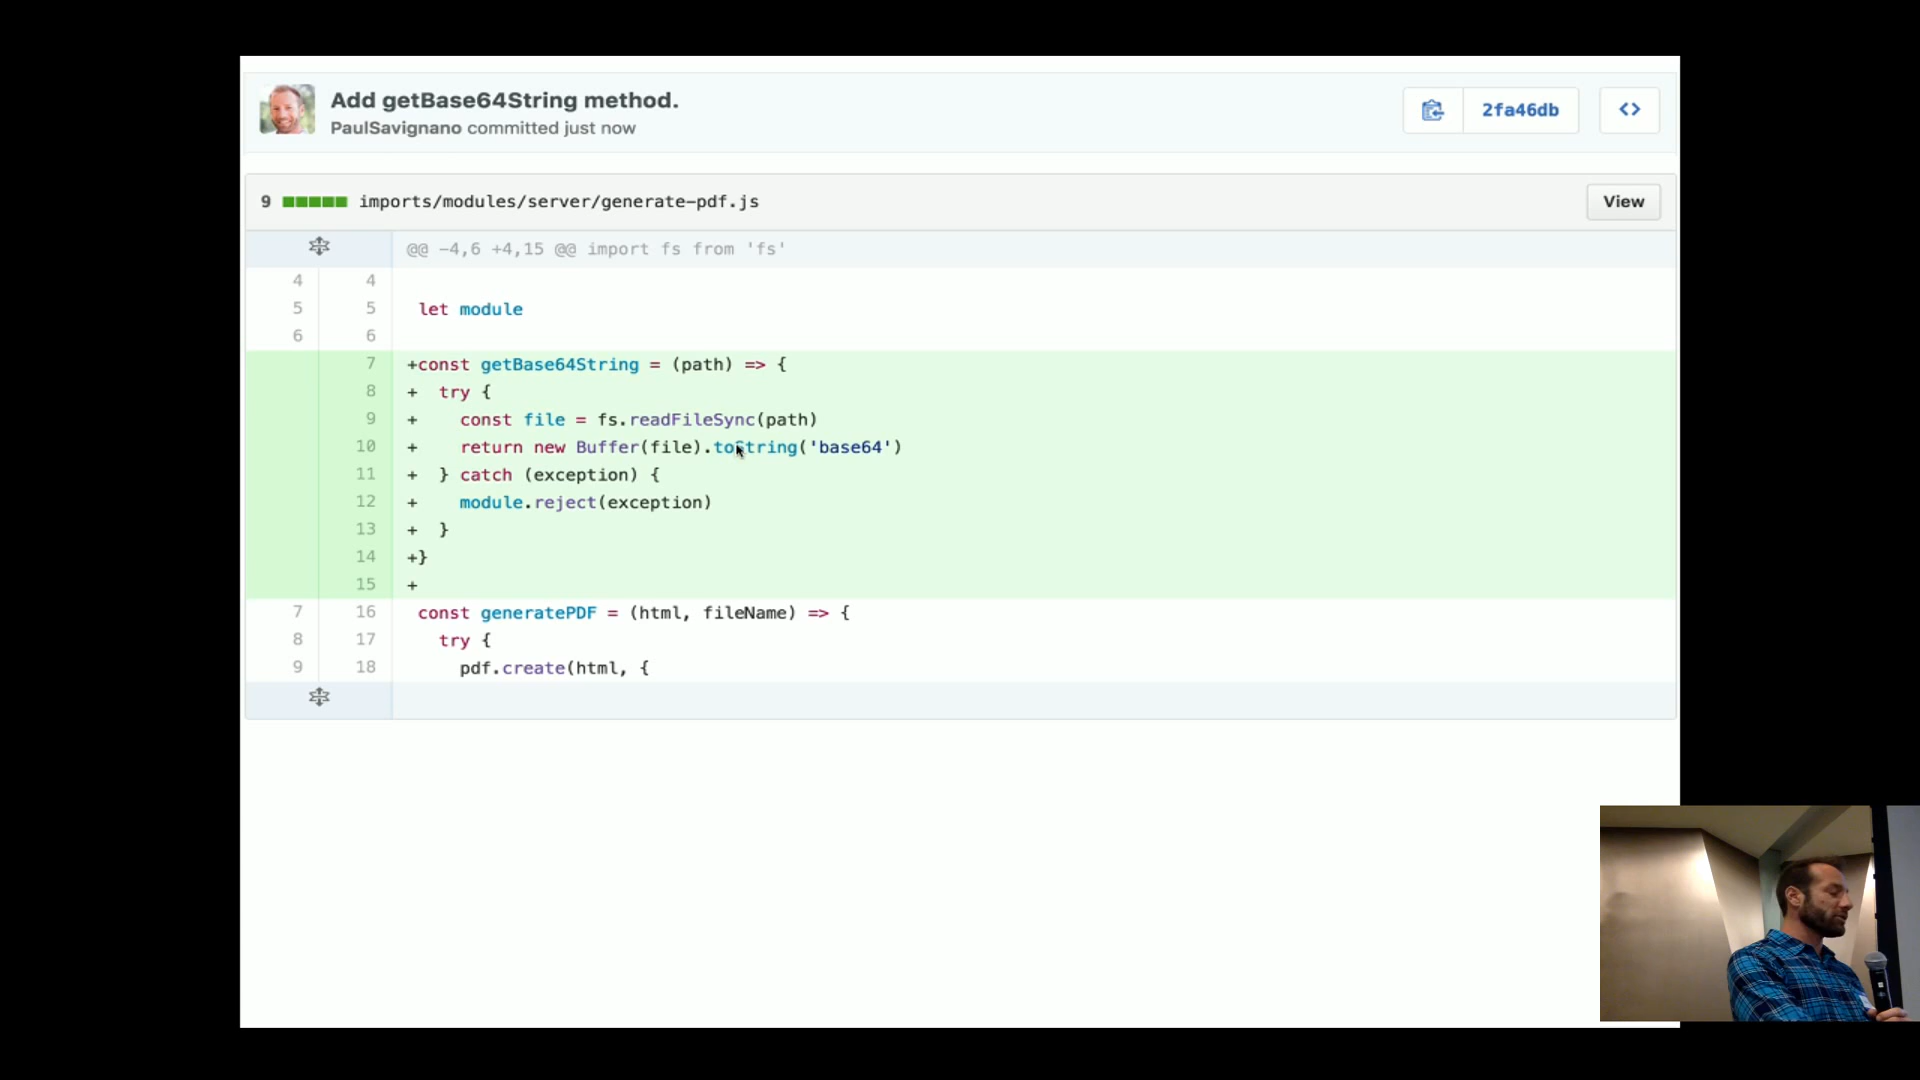 Add getBase64String method.
PaulSavignano committed just now
2fa46db
<>
9 imports/modules/server/generate-pdf.js
View
@@ -4,6 +4,15 @@ import fs from 'fs'
4 4
5 5 let module
6 6
7 +const getBase64String = (path) => {
8 +  try {
9 +    const file = fs.readFileSync(path)
10 +    return new Buffer(file).toString('base64')
11 +  } catch (exception) {
12 +    module.reject(exception)
13 +  }
14 +}
15 +
7 16 const generatePDF = (html, fileName) => {
8 17   try {
9 18     pdf.create(html, {